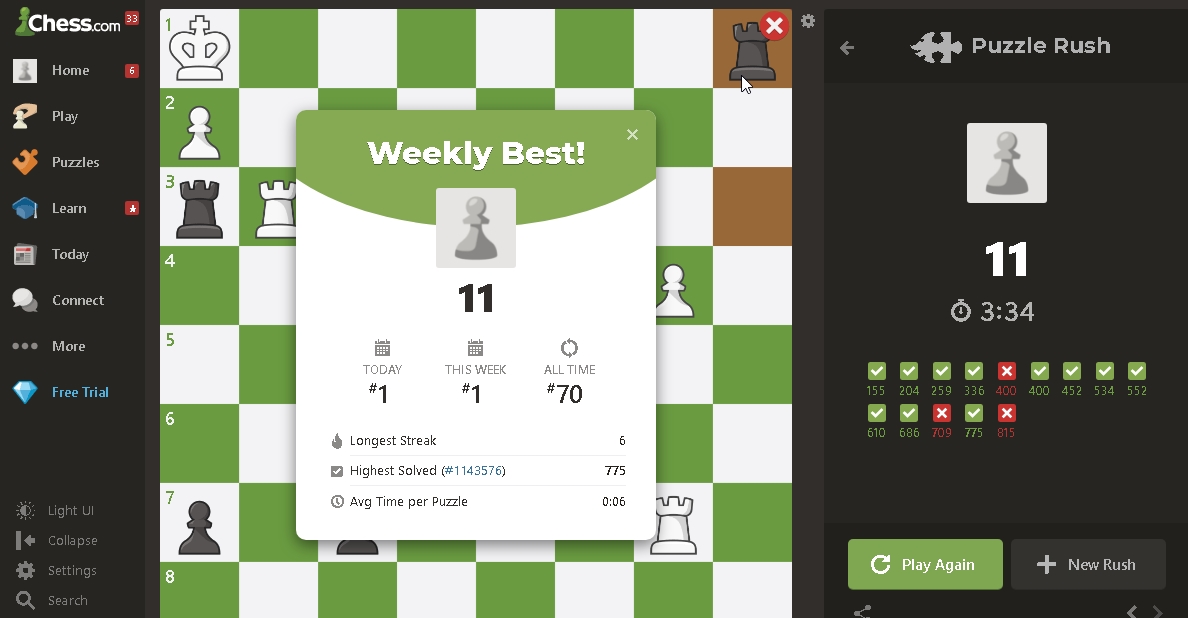 Chess.com 33
Home 6
Play
Puzzles
Learn
Today
Connect
More
Free Trial
Light UI
Collapse
Settings
Search
1
2
3
4
5
6
7
8
Weekly Best!
11
TODAY THIS WEEK ALL TIME
#1 #1 #70
Longest Streak 6
Highest Solved (#1143576) 775
Avg Time per Puzzle 0:06
Puzzle Rush
11
3:34
155 204 259 336 400 400 452 534 552
610 686 709 775 815
Play Again New Rush